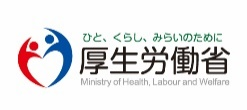 ひと、くらし、みらいのために
厚生労働省
Ministry of Health, Labour and Welfare